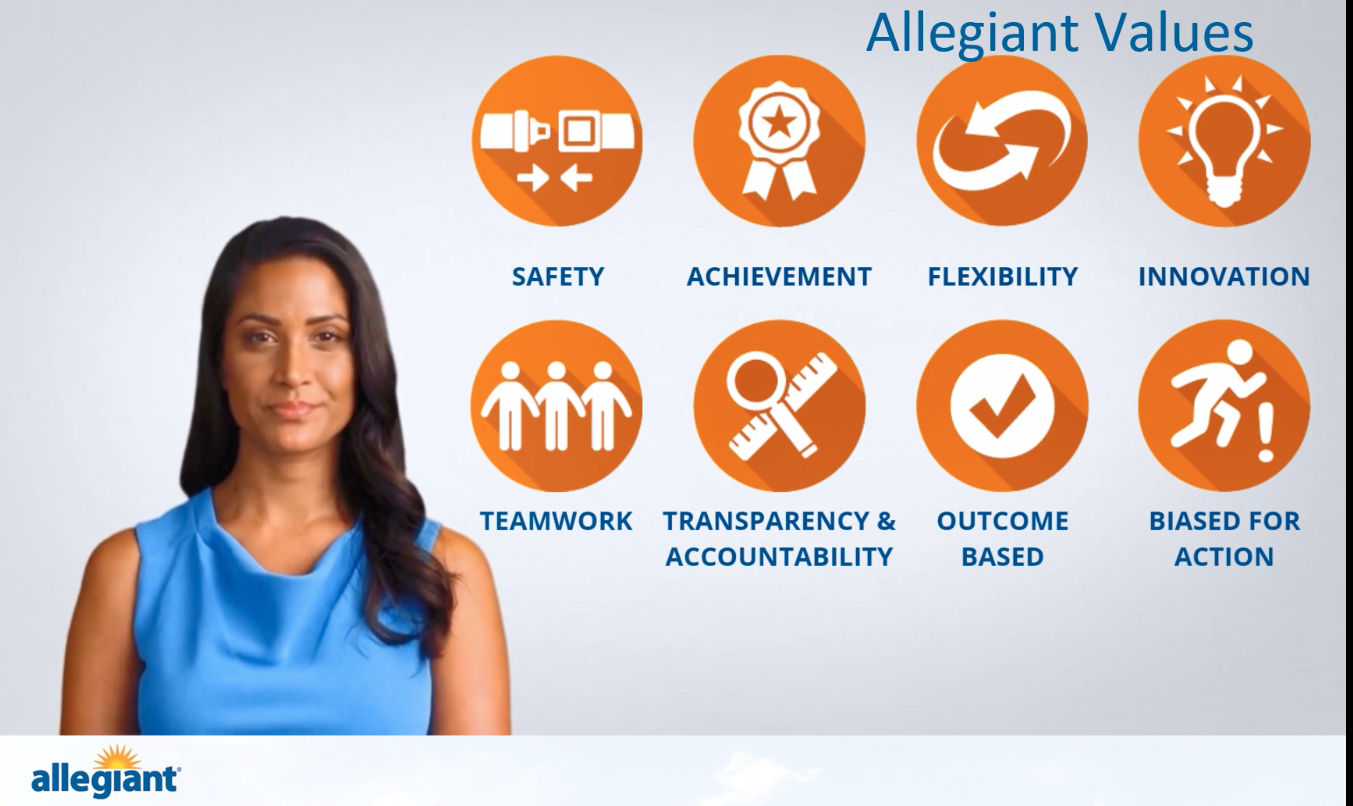 Allegiant Values
SAFETY
ACHIEVEMENT
FLEXIBILITY
INNOVATION
TEAMWORK
TRANSPARENCY &
ACCOUNTABILITY
OUTCOME
BASED
BIASED FOR
ACTION
allegiant